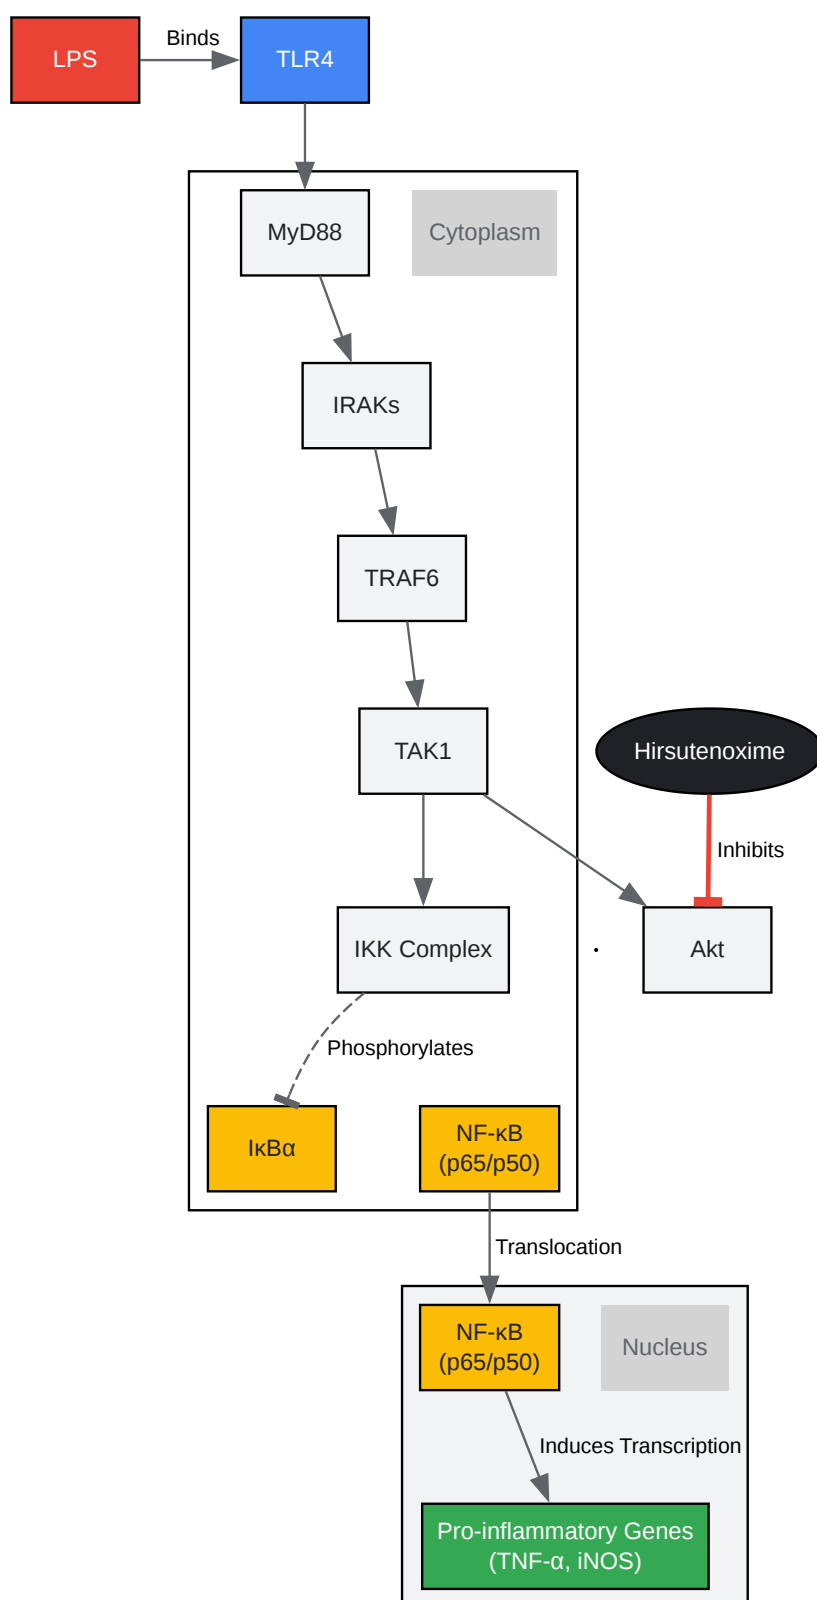 LPS
Binds
TLR4
MyD88
Cytoplasm
IRAKs
TRAF6
TAK1
Hirsutenoxime
Inhibits
IKK Complex
Akt
Phosphorylates
IκBα
NF-κB
(p65/p50)
Translocation
NF-κB
(p65/p50)
Nucleus
Induces Transcription
Pro-inflammatory Genes
(TNF-α, iNOS)